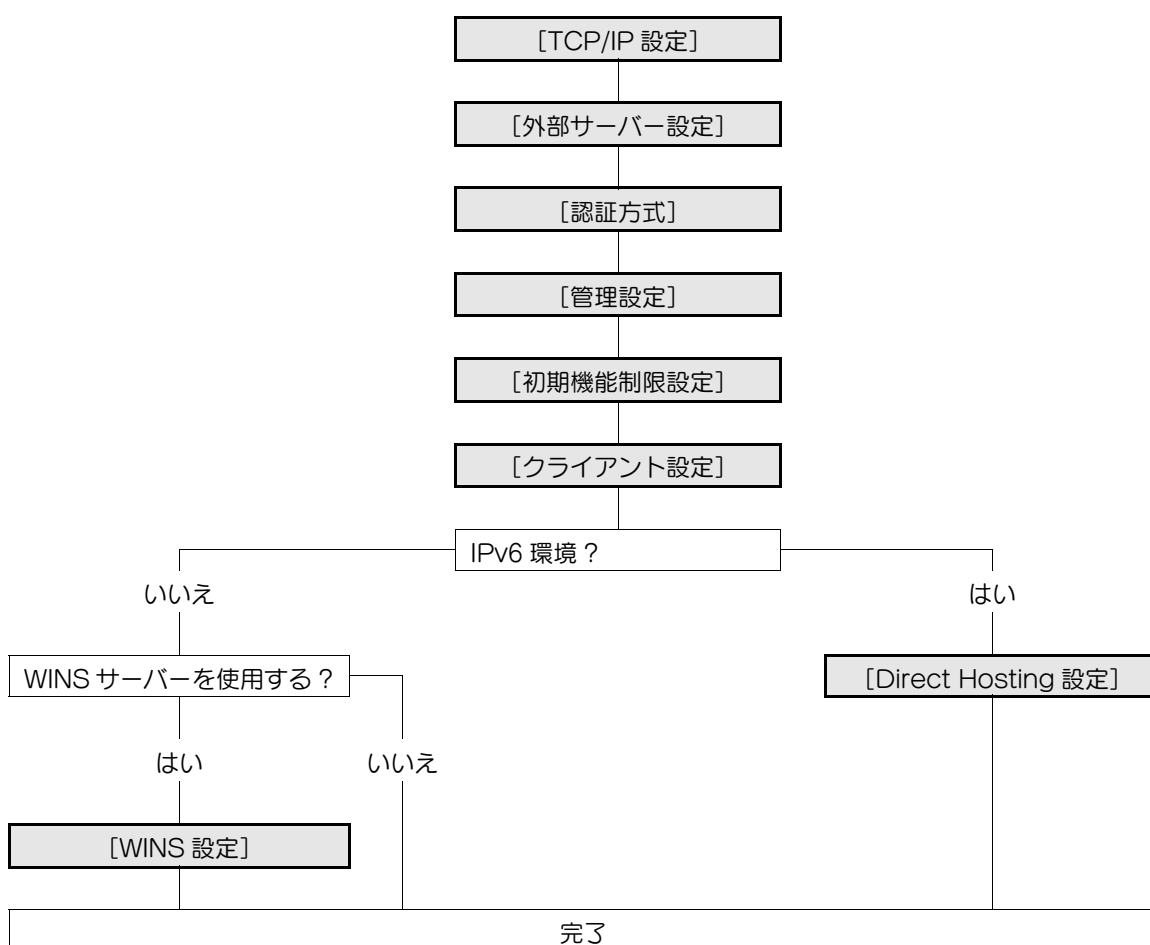 [TCP/IP 設定]
[外部サーバー設定]
[認証方式]
[管理設定]
[初期機能制限設定]
[クライアント設定]
IPv6 環境？
いいえ
はい
WINS サーバーを使用する？
[Direct Hosting 設定]
はい
いいえ
[WINS 設定]
完了